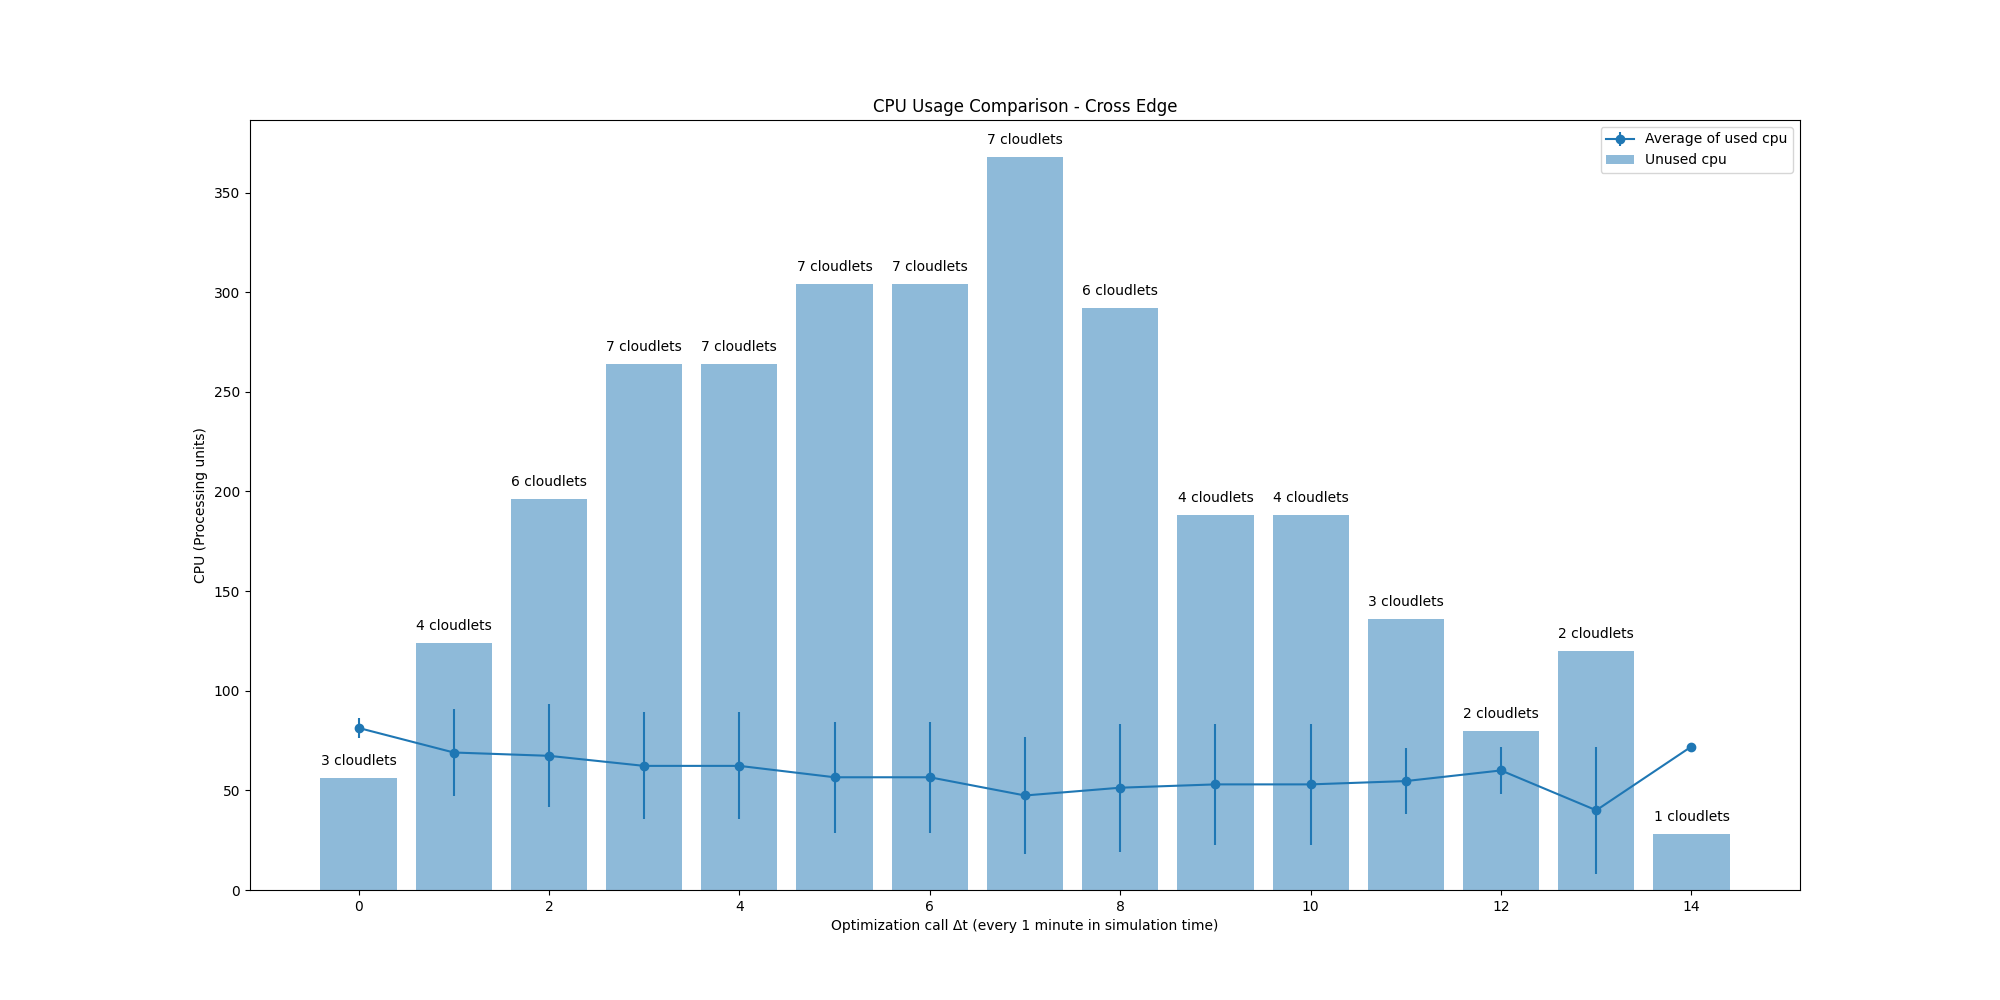 CPU Usage Comparison - Cross Edge
Average of used cpu
Unused cpu
7 cloudlets
7 cloudlets
7 cloudlets
6 cloudlets
7 cloudlets
7 cloudlets
6 cloudlets
4 cloudlets
4 cloudlets
4 cloudlets
3 cloudlets
2 cloudlets
3 cloudlets
2 cloudlets
1 cloudlets
350
300
250
200
150
100
50
0
CPU (Processing units)
0 2 4 6 8 10 12 14
Optimization call Δt (every 1 minute in simulation time)